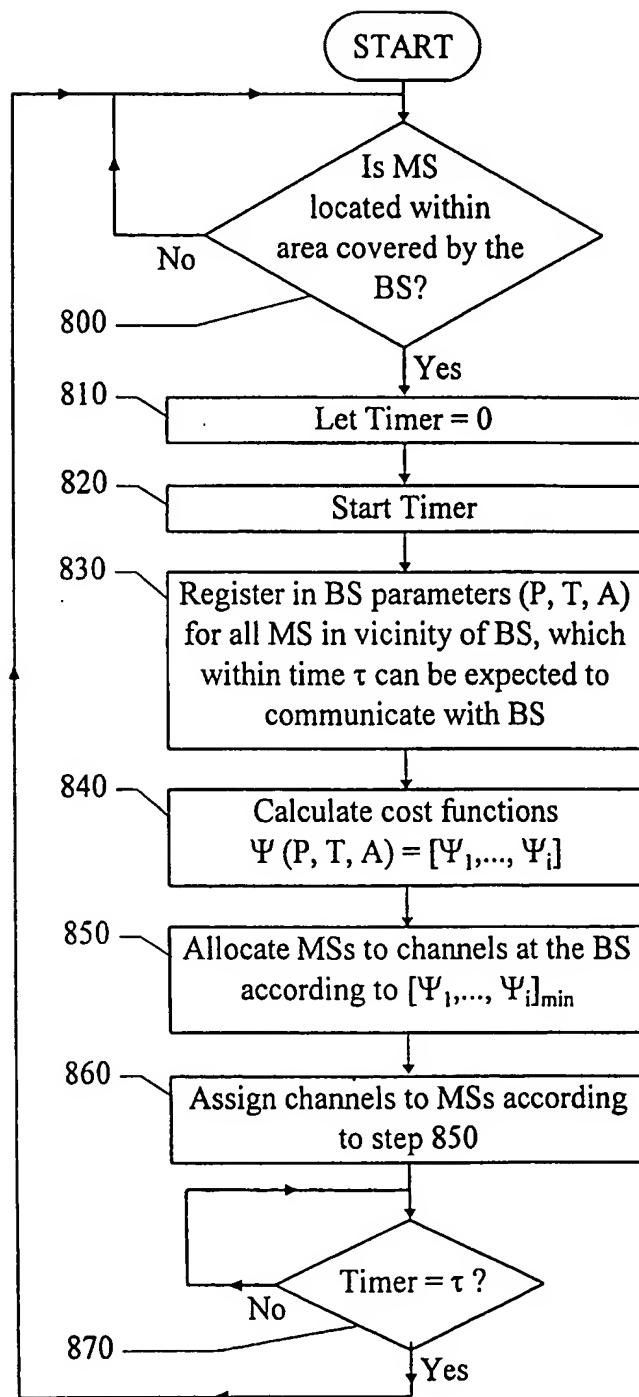 START
Is MS
located within
area covered by the
BS?
No
800
Yes
810
Let Timer = 0
820
Start Timer
830
Register in BS parameters (P, T, A)
for all MS in vicinity of BS, which
within time τ can be expected to
communicate with BS
840
Calculate cost functions
Ψ (P, T, A) = [Ψ₁,..., Ψᵢ]
850
Allocate MSs to channels at the BS
according to [Ψ₁,..., Ψᵢ]min
860
Assign channels to MSs according
to step 850
Timer = τ ?
No
870
Yes